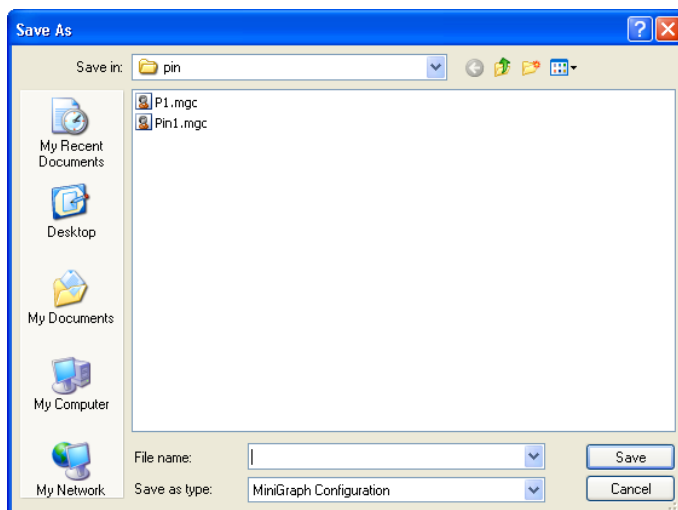 Save As
Save in: pin
P1.mgc
Pin1.mgc
My Recent
Documents
Desktop
My Documents
My Computer
My Network
File name:
Save
Save as type: MiniGraph Configuration
Cancel